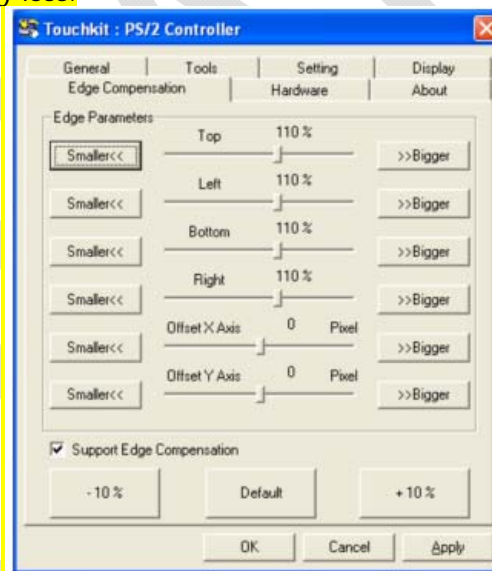 Touchkit : PS/2 Controller
General Tools Setting Display
Edge Compensation Hardware About
Edge Parameters
Top 110 %
Smaller<< >>Bigger
Left 110 %
Smaller<< >>Bigger
Bottom 110 %
Smaller<< >>Bigger
Right 110 %
Smaller<< >>Bigger
Offset X Axis 0 Pixel
Smaller<< >>Bigger
Offset Y Axis 0 Pixel
Smaller<< >>Bigger
Support Edge Compensation
- 10 % Default + 10 %
OK Cancel Apply